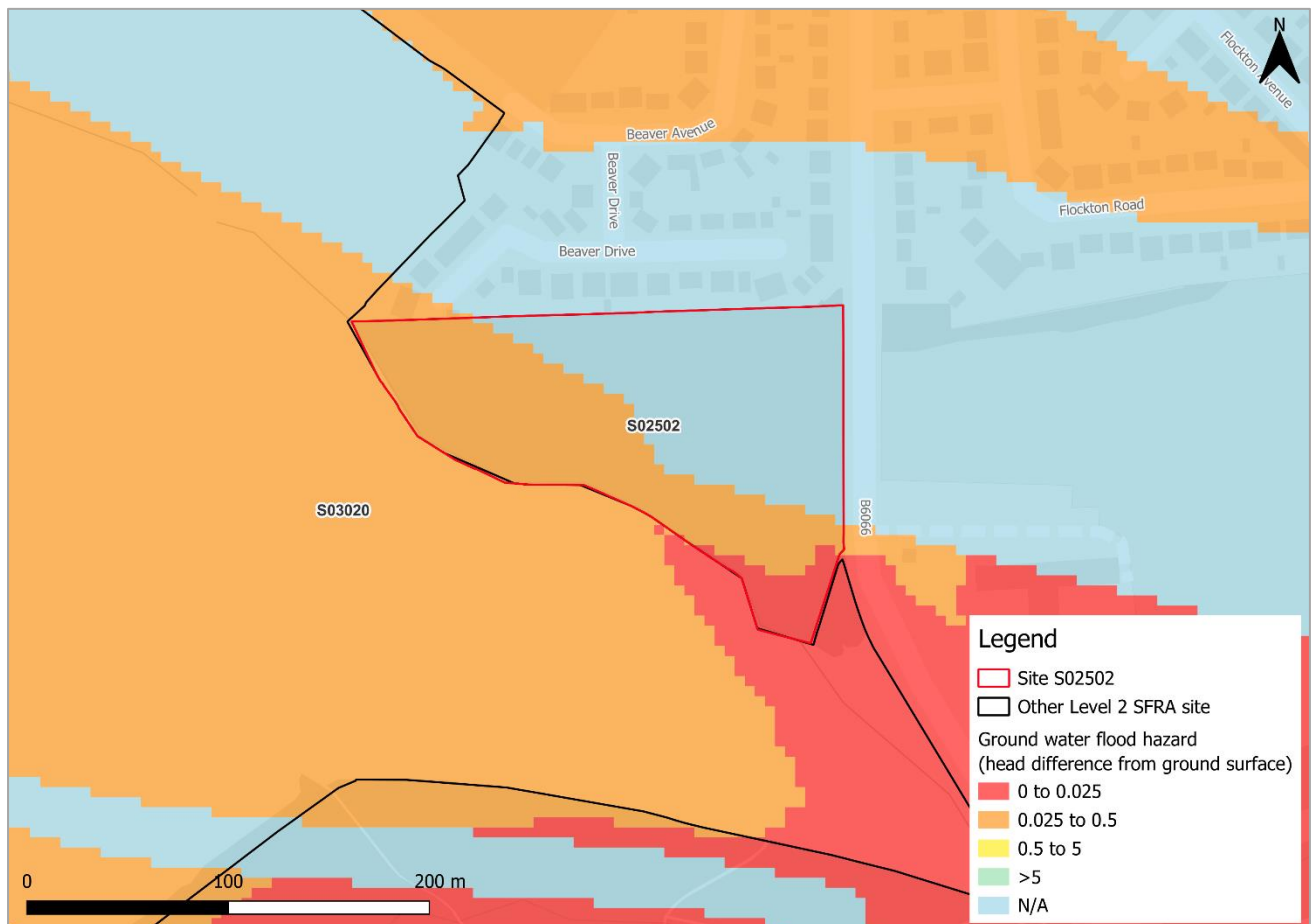 N
Flockton Avenue
Beaver Avenue
Beaver Drive
Flockton Road
Beaver Drive
S02502
S03020
B6066
Legend
Site S02502
Other Level 2 SFRA site
Ground water flood hazard
(head difference from ground surface)
0 to 0.025
0.025 to 0.5
0.5 to 5
>5
N/A
0 100 200 m